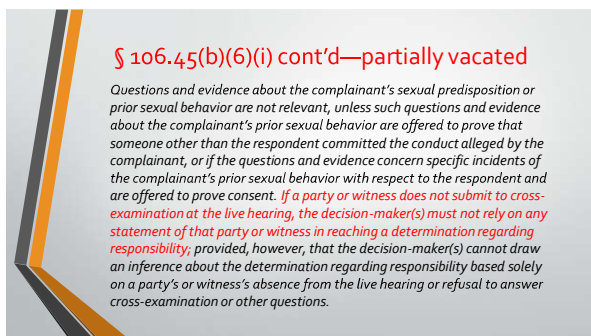 § 106.45(b)(6)(i) cont’d—partially vacated
Questions and evidence about the complainant’s sexual predisposition or
prior sexual behavior are not relevant, unless such questions and evidence
about the complainant’s prior sexual behavior are offered to prove that
someone other than the respondent committed the conduct alleged by the
complainant, or if the questions and evidence concern specific incidents of
the complainant’s prior sexual behavior with respect to the respondent and
are offered to prove consent. If a party or witness does not submit to cross-
examination at the live hearing, the decision-maker(s) must not rely on any
statement of that party or witness in reaching a determination regarding
responsibility; provided, however, that the decision-maker(s) cannot draw
an inference about the determination regarding responsibility based solely
on a party’s or witness’s absence from the live hearing or refusal to answer
cross-examination or other questions.